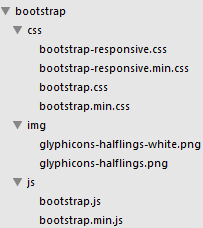 bootstrap
css
bootstrap-responsive.css
bootstrap-responsive.min.css
bootstrap.css
bootstrap.min.css
img
glyphicons-halflings-white.png
glyphicons-halflings.png
js
bootstrap.js
bootstrap.min.js